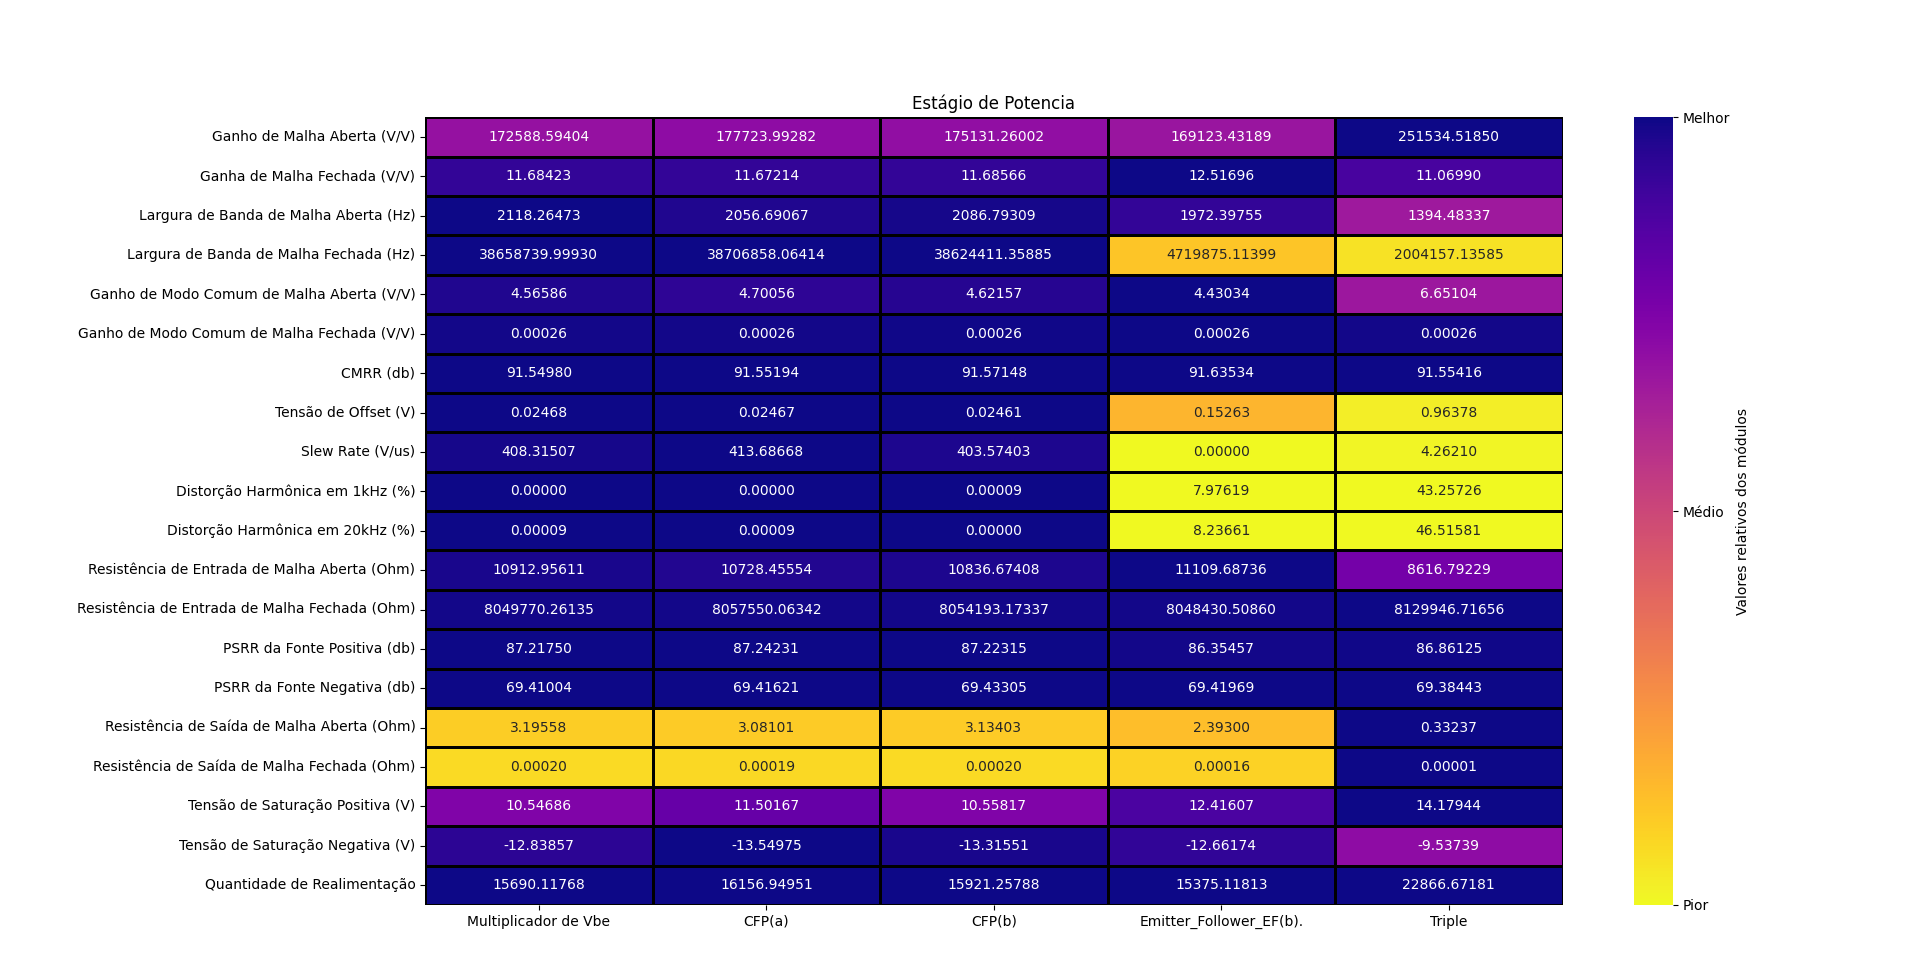 Estágio de Potencia
Ganho de Malha Aberta (V/V) 172588.59404 177723.99282 175131.26002 169123.43189 251534.51850
Ganha de Malha Fechada (V/V) 11.68423 11.67214 11.68566 12.51696 11.06990
Largura de Banda de Malha Aberta (Hz) 2118.26473 2056.69067 2086.79309 1972.39755 1394.48337
Largura de Banda de Malha Fechada (Hz) 38658739.99930 38706858.06414 38624411.35885 4719875.11399 2004157.13585
Ganho de Modo Comum de Malha Aberta (V/V) 4.56586 4.70056 4.62157 4.43034 6.65104
Ganho de Modo Comum de Malha Fechada (V/V) 0.00026 0.00026 0.00026 0.00026 0.00026
CMRR (db) 91.54980 91.55194 91.57148 91.63534 91.55416
Tensão de Offset (V) 0.02468 0.02467 0.02461 0.15263 0.96378
Slew Rate (V/us) 408.31507 413.68668 403.57403 0.00000 4.26210
Distorção Harmônica em 1kHz (%) 0.00000 0.00000 0.00009 7.97619 43.25726
Distorção Harmônica em 20kHz (%) 0.00009 0.00009 0.00000 8.23661 46.51581
Resistência de Entrada de Malha Aberta (Ohm) 10912.95611 10728.45554 10836.67408 11109.68736 8616.79229
Resistência de Entrada de Malha Fechada (Ohm) 8049770.26135 8057550.06342 8054193.17337 8048430.50860 8129946.71656
PSRR da Fonte Positiva (db) 87.21750 87.24231 87.22315 86.35457 86.86125
PSRR da Fonte Negativa (db) 69.41004 69.41621 69.43305 69.41969 69.38443
Resistência de Saída de Malha Aberta (Ohm) 3.19558 3.08101 3.13403 2.39300 0.33237
Resistência de Saída de Malha Fechada (Ohm) 0.00020 0.00019 0.00020 0.00016 0.00001
Tensão de Saturação Positiva (V) 10.54686 11.50167 10.55817 12.41607 14.17944
Tensão de Saturação Negativa (V) -12.83857 -13.54975 -13.31551 -12.66174 -9.53739
Quantidade de Realimentação 15690.11768 16156.94951 15921.25788 15375.11813 22866.67181
Multiplicador de Vbe CFP(a) CFP(b) Emitter_Follower_EF(b). Triple
Melhor
Médio
Pior
Valores relativos dos módulos